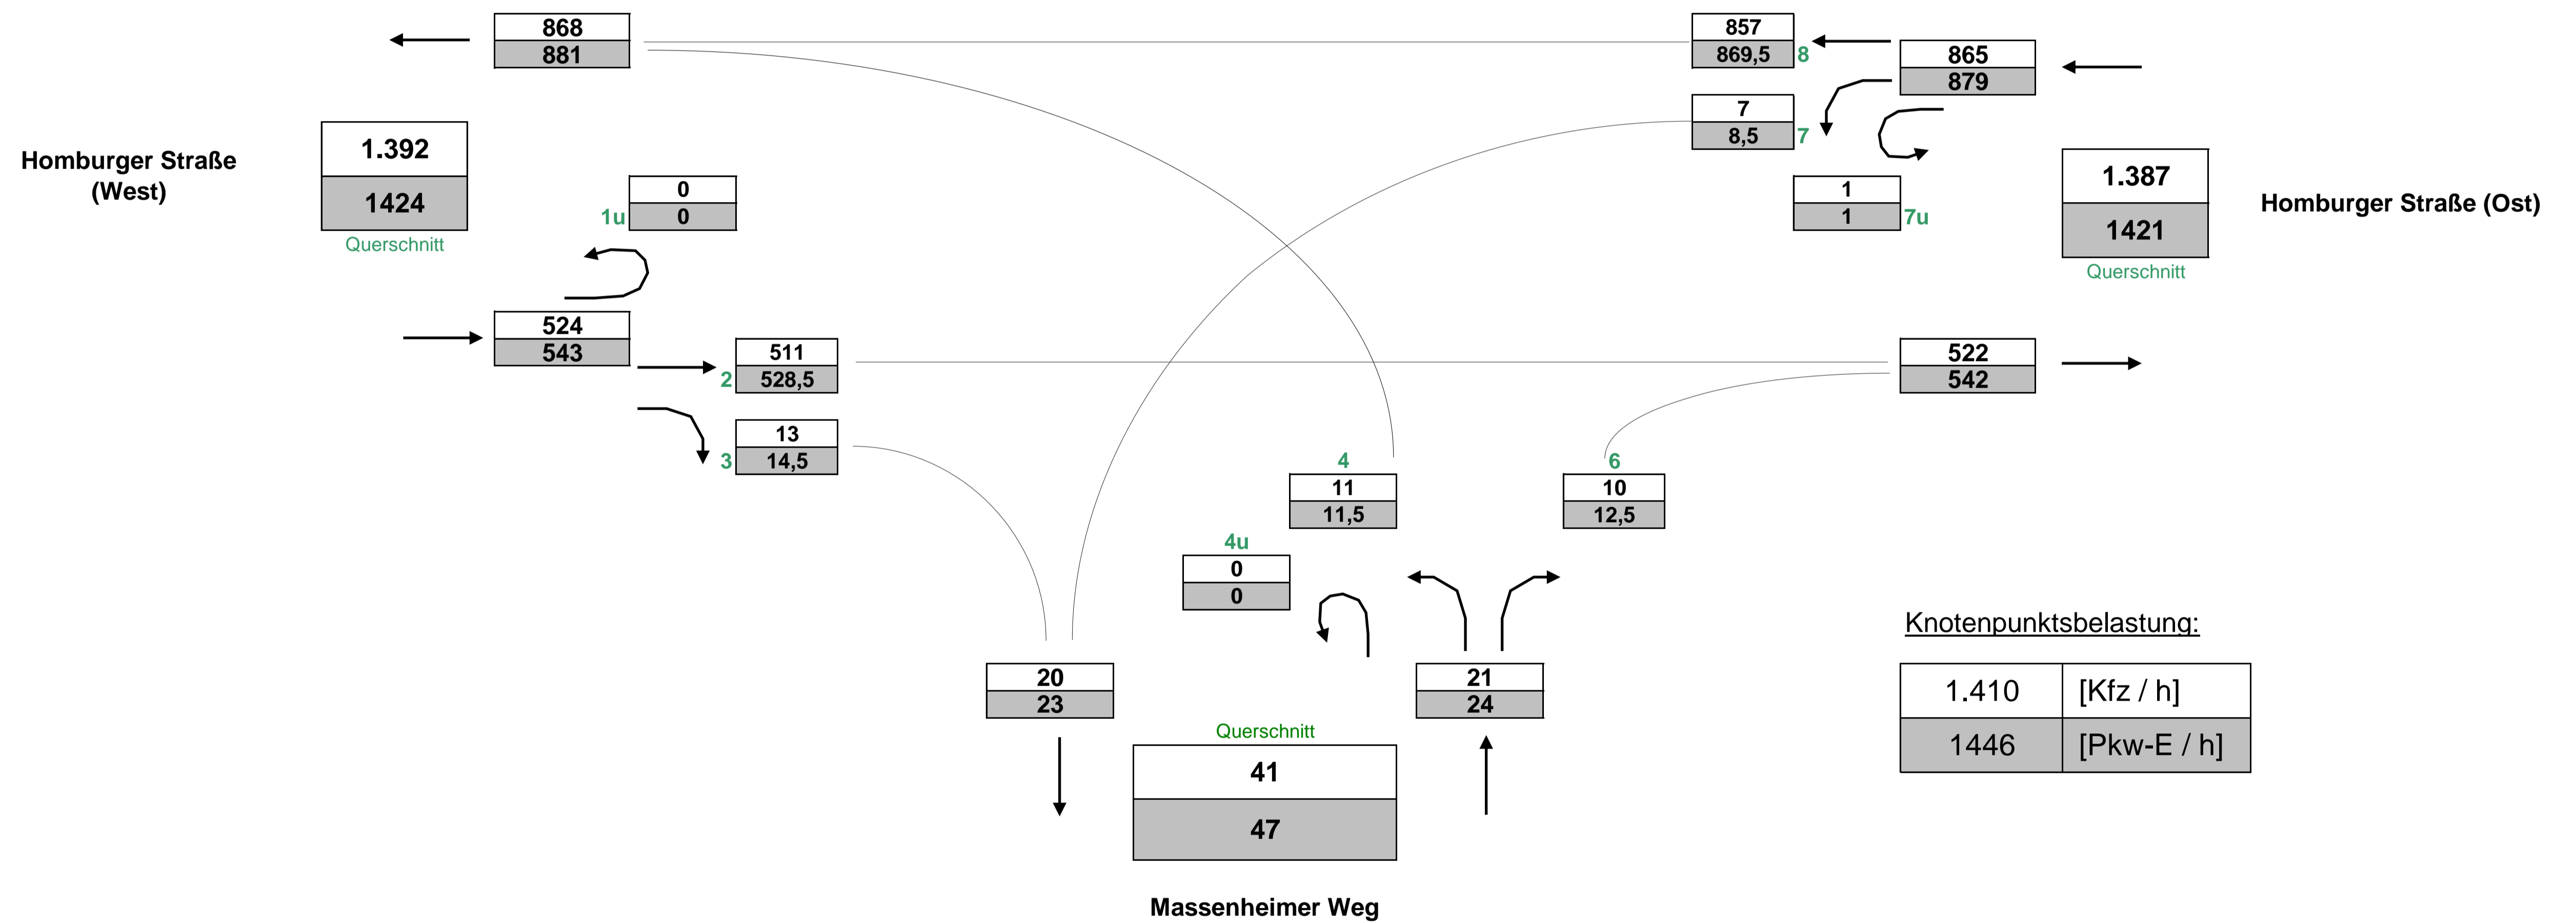 868
881
857
869,5 8
865
879
7
8,5 7
1.392
1424
Querschnitt
Homburger Straße
(West)
0
1u 0
1
1 7u
1.387
1421
Querschnitt
Homburger Straße (Ost)
524
543
511
2 528,5
522
542
13
3 14,5
4
11
11,5
6
10
12,5
4u
0
0
20
23
21
24
Querschnitt
41
47
Massenheimer Weg
Knotenpunktsbelastung:
1.410 [Kfz / h]
1446 [Pkw-E / h]